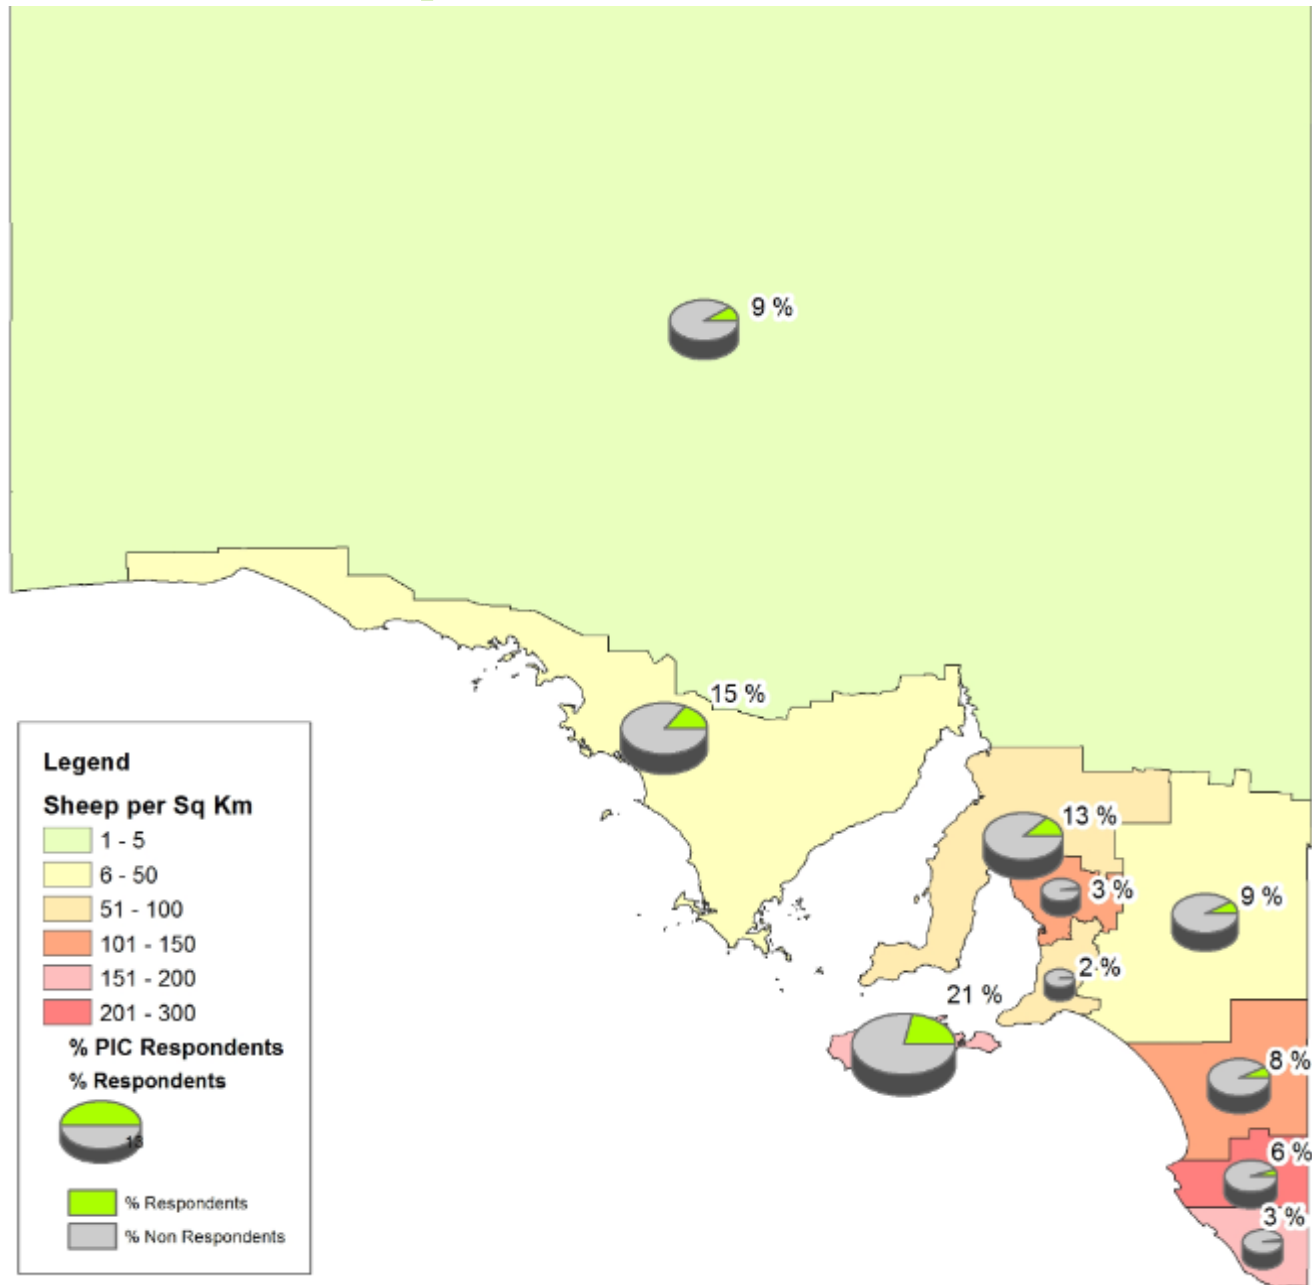 9 %
15 %
13 %
3 %
9 %
2 %
21 %
8 %
6 %
3 %
Legend
Sheep per Sq Km
1 - 5
6 - 50
51 - 100
101 - 150
151 - 200
201 - 300
% PIC Respondents
% Respondents
% Respondents
% Non Respondents